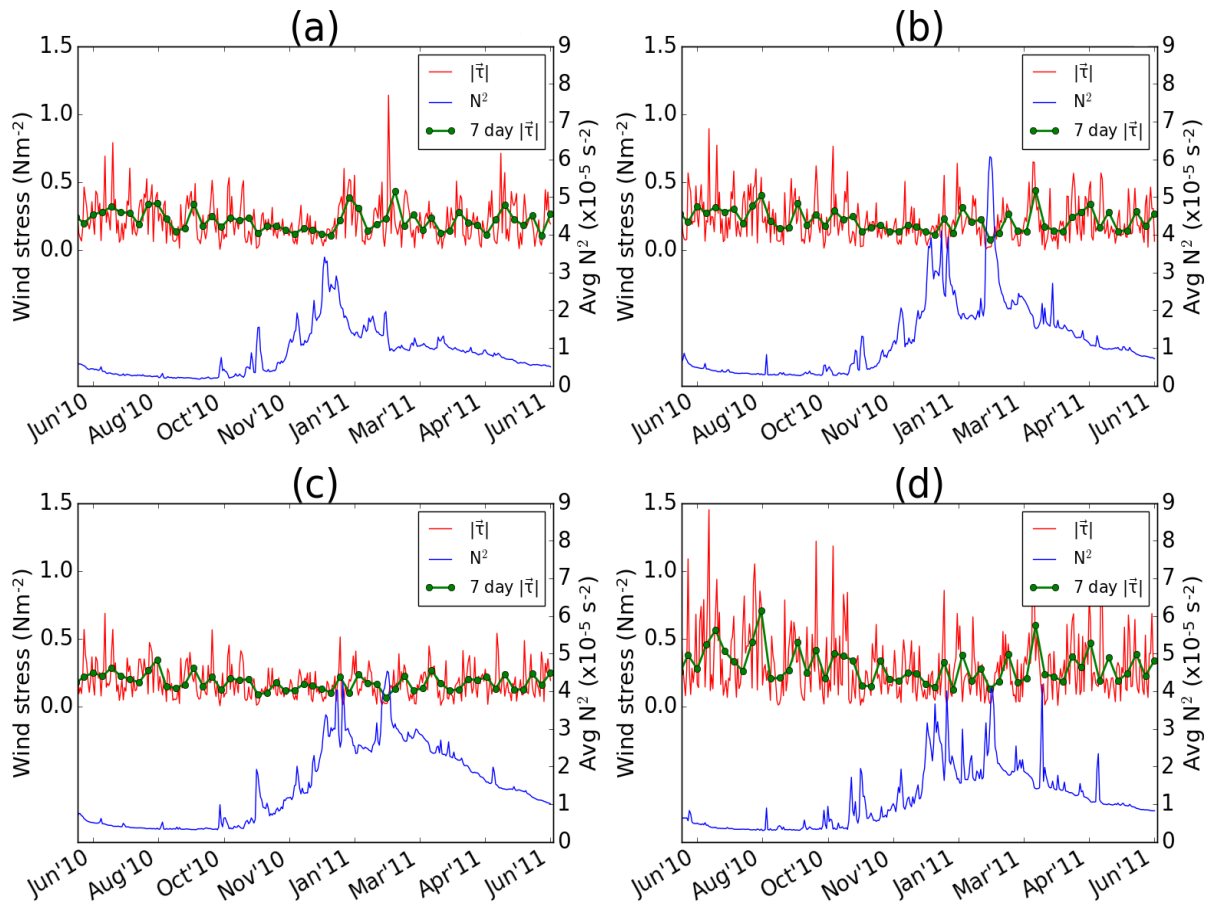 (a)
Wind stress (Nm⁻²)
1.5
1.0
0.5
0.0
|τ⃗|
N²
7 day |τ⃗|
9
8
7
6
5
4
3
2
1
0
Avg N² (x10⁻⁵ s⁻²)
Jun'10 Aug'10 Oct'10 Nov'10 Jan'11 Mar'11 Apr'11 Jun'11
(b)
Wind stress (Nm⁻²)
1.5
1.0
0.5
0.0
|τ⃗|
N²
7 day |τ⃗|
9
8
7
6
5
4
3
2
1
0
Avg N² (x10⁻⁵ s⁻²)
Jun'10 Aug'10 Oct'10 Nov'10 Jan'11 Mar'11 Apr'11 Jun'11
(c)
Wind stress (Nm⁻²)
1.5
1.0
0.5
0.0
|τ⃗|
N²
7 day |τ⃗|
9
8
7
6
5
4
3
2
1
0
Avg N² (x10⁻⁵ s⁻²)
Jun'10 Aug'10 Oct'10 Nov'10 Jan'11 Mar'11 Apr'11 Jun'11
(d)
Wind stress (Nm⁻²)
1.5
1.0
0.5
0.0
|τ⃗|
N²
7 day |τ⃗|
9
8
7
6
5
4
3
2
1
0
Avg N² (x10⁻⁵ s⁻²)
Jun'10 Aug'10 Oct'10 Nov'10 Jan'11 Mar'11 Apr'11 Jun'11